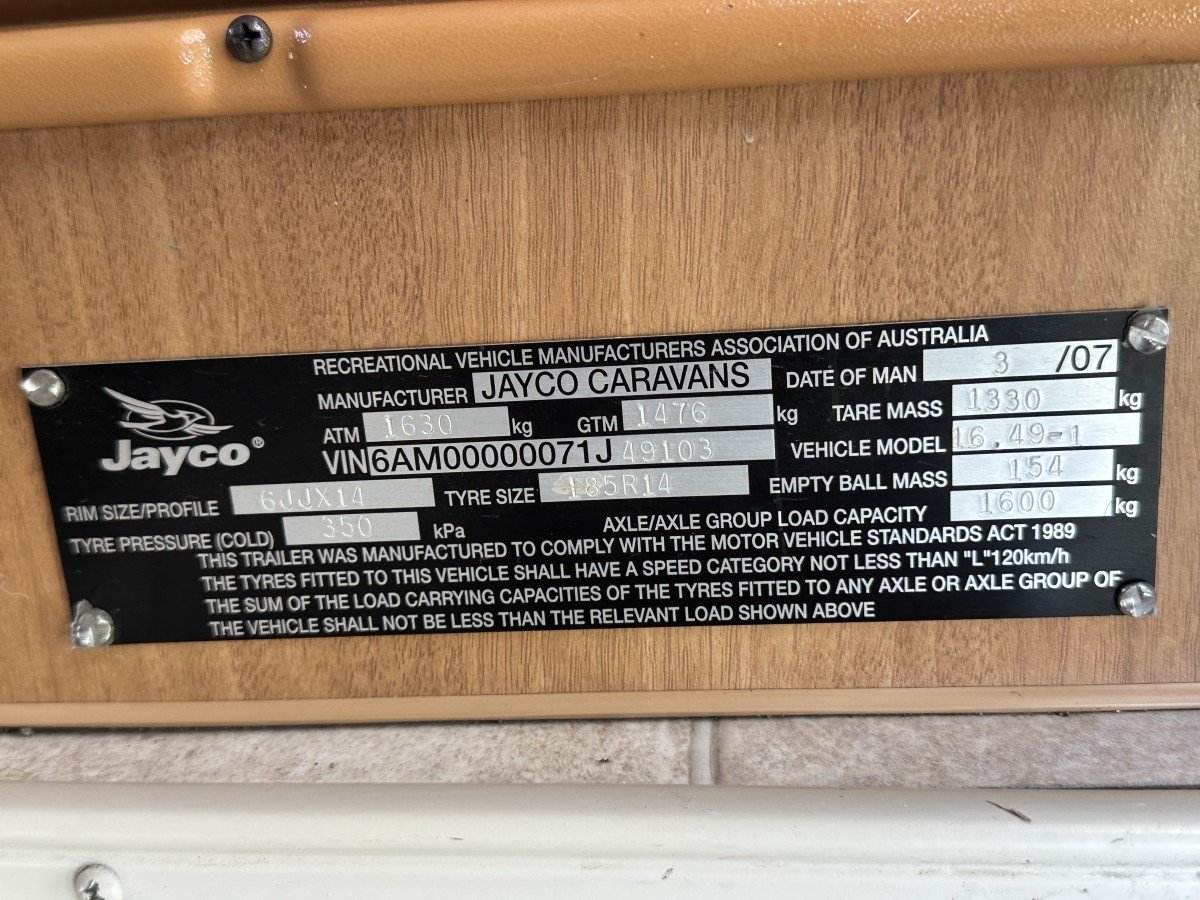 RECREATIONAL VEHICLE MANUFACTURERS ASSOCIATION OF AUSTRALIA
Jayco®
MANUFACTURER JAYCO CARAVANS DATE OF MAN 3 /07
ATM 1630 kg GTM 1476 kg TARE MASS 1330 kg
VIN 6AM00000071J 49103 VEHICLE MODEL 16.49-1
RIM SIZE/PROFILE 6JJX14 TYRE SIZE 185R14 EMPTY BALL MASS 154 kg
TYRE PRESSURE (COLD) 350 kPa AXLE/AXLE GROUP LOAD CAPACITY 1600 kg
THIS TRAILER WAS MANUFACTURED TO COMPLY WITH THE MOTOR VEHICLE STANDARDS ACT 1989
THE TYRES FITTED TO THIS VEHICLE SHALL HAVE A SPEED CATEGORY NOT LESS THAN "L"120km/h
THE SUM OF THE LOAD CARRYING CAPACITIES OF THE TYRES FITTED TO ANY AXLE OR AXLE GROUP OF
THE VEHICLE SHALL NOT BE LESS THAN THE RELEVANT LOAD SHOWN ABOVE